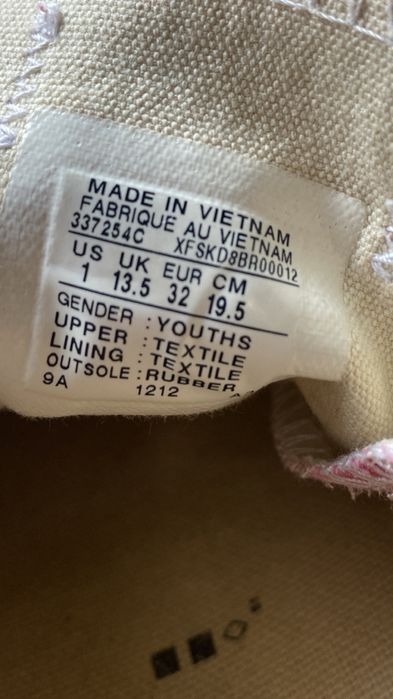 MADE IN VIETNAM
FABRIQUE AU VIETNAM
337254C XFSKD8BR00012
US UK EUR CM
1 13.5 32 19.5
GENDER : YOUTHS
UPPER : TEXTILE
LINING : TEXTILE
OUTSOLE : RUBBER
9A 1212